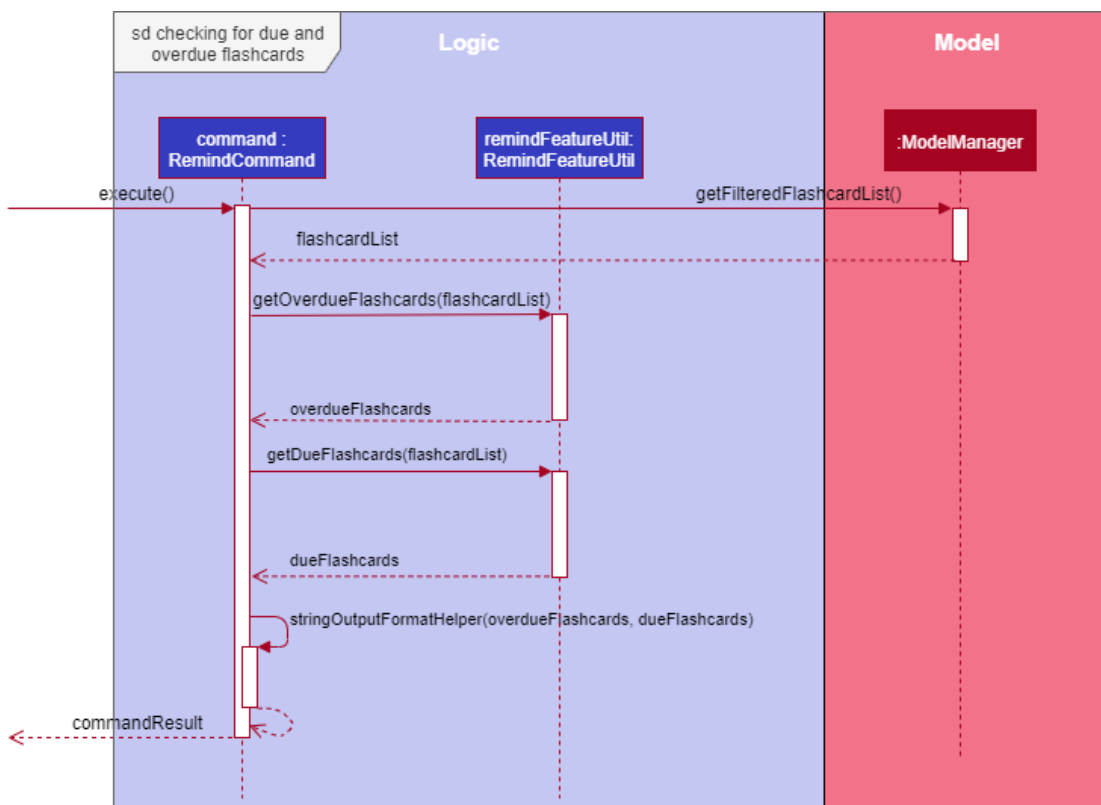 sd checking for due and
overdue flashcards
Logic
Model
command :
RemindCommand
remindFeatureUtil:
RemindFeatureUtil
:ModelManager
execute()
getFilteredFlashcardList()
flashcardList
getOverdueFlashcards(flashcardList)
overdueFlashcards
getDueFlashcards(flashcardList)
dueFlashcards
stringOutputFormatHelper(overdueFlashcards, dueFlashcards)
commandResult